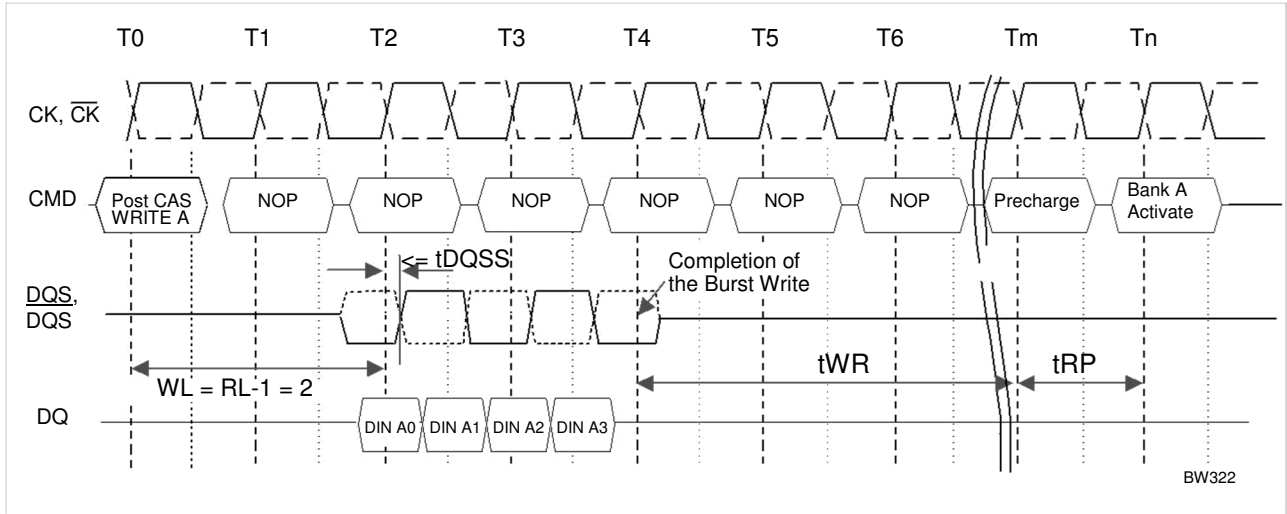 T0 T1 T2 T3 T4 T5 T6 Tm Tn
CK, CK
CMD
Post CAS
WRITE A
NOP
NOP
NOP
NOP
NOP
NOP
Precharge
Bank A
Activate
<= tDQSS
Completion of
the Burst Write
DQS,
DQS
WL = RL-1 = 2
tWR
tRP
DQ
DIN A0
DIN A1
DIN A2
DIN A3
BW322